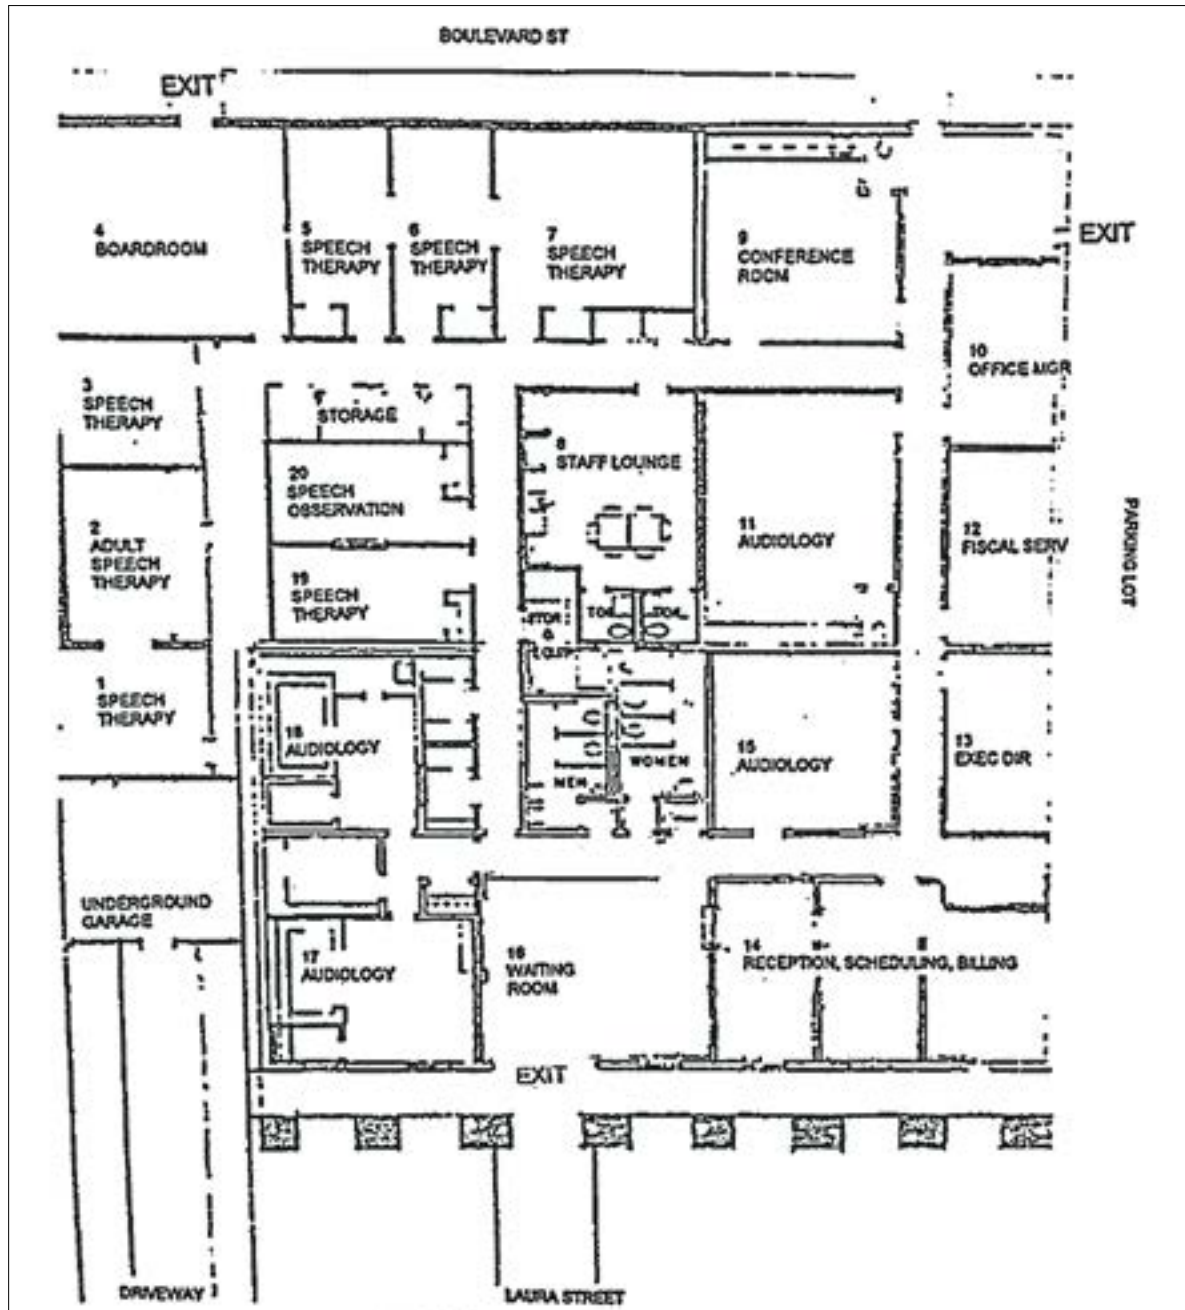 BOULEVARD ST
EXIT
4
BOARDROOM
5
SPEECH
THERAPY
6
SPEECH
THERAPY
7
SPEECH
THERAPY
9
CONFERENCE
ROOM
EXIT
3
SPEECH
THERAPY
10
OFFICE MGR
STORAGE
8
STAFF LOUNGE
20
SPEECH
OBSERVATION
2
ADULT
SPEECH
THERAPY
11
AUDIOLOGY
12
FISCAL SERV
PARKING LOT
19
SPEECH
THERAPY
1
SPEECH
THERAPY
18
AUDIOLOGY
MEN
WOMEN
15
AUDIOLOGY
13
EXEC DIR
UNDERGROUND
GARAGE
17
AUDIOLOGY
16
WAITING
ROOM
14
RECEPTION, SCHEDULING, BILLING
EXIT
DRIVEWAY
LAURA STREET